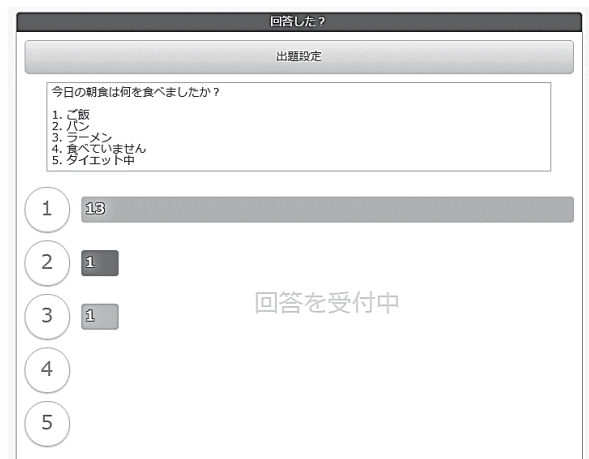 回答した？
出題設定
今日の朝食は何を食べましたか？
1. ご飯
2. パン
3. ラーメン
4. 食べていません
5. ダイエット中
1 13
2 1
回答を受付中
3 1
4
5